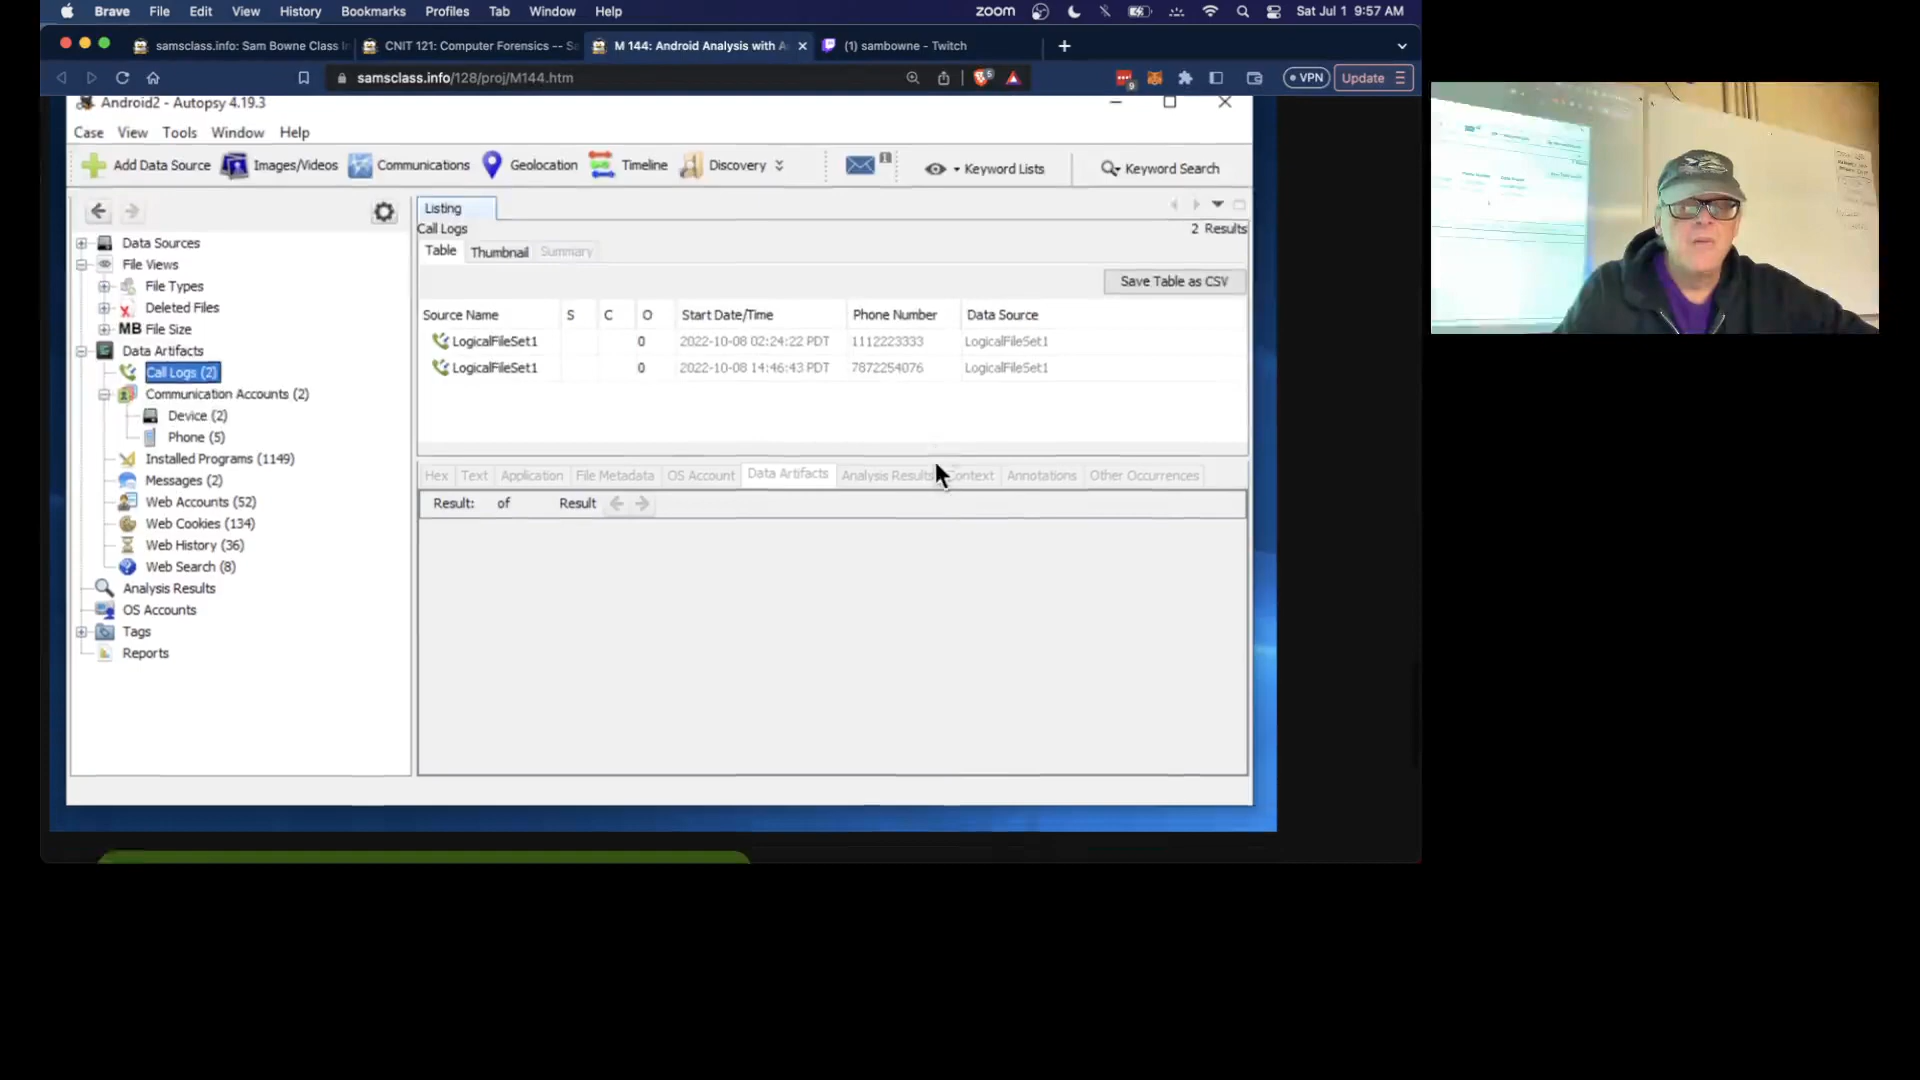 Brave File Edit View History Bookmarks Profiles Tab Window Help zoom Sat Jul 1 9:57 AM
samsclass.info: Sam Bowne Class In CNIT 121: Computer Forensics -- Sa M 144: Android Analysis with A (1) sambowne - Twitch
samsclass.info/128/proj/M144.htm 5 9 VPN Update
Android2 - Autopsy 4.19.3
Case View Tools Window Help
Add Data Source Images/Videos Communications Geolocation Timeline Discovery 1 Keyword Lists Keyword Search
Listing
Call Logs 2 Results
Table Thumbnail Summary
Save Table as CSV
Source Name S C O Start Date/Time Phone Number Data Source
LogicalFileSet1 0 2022-10-08 02:24:22 PDT 1112223333 LogicalFileSet1
LogicalFileSet1 0 2022-10-08 14:46:43 PDT 7872254076 LogicalFileSet1
Data Sources
File Views
File Types
Deleted Files
MB File Size
Data Artifacts
Call Logs (2)
Communication Accounts (2)
Device (2)
Phone (5)
Installed Programs (1149)
Messages (2)
Web Accounts (52)
Web Cookies (134)
Web History (36)
Web Search (8)
Analysis Results
OS Accounts
Tags
Reports
Hex Text Application File Metadata OS Account Data Artifacts Analysis Results Context Annotations Other Occurrences
Result: of Result